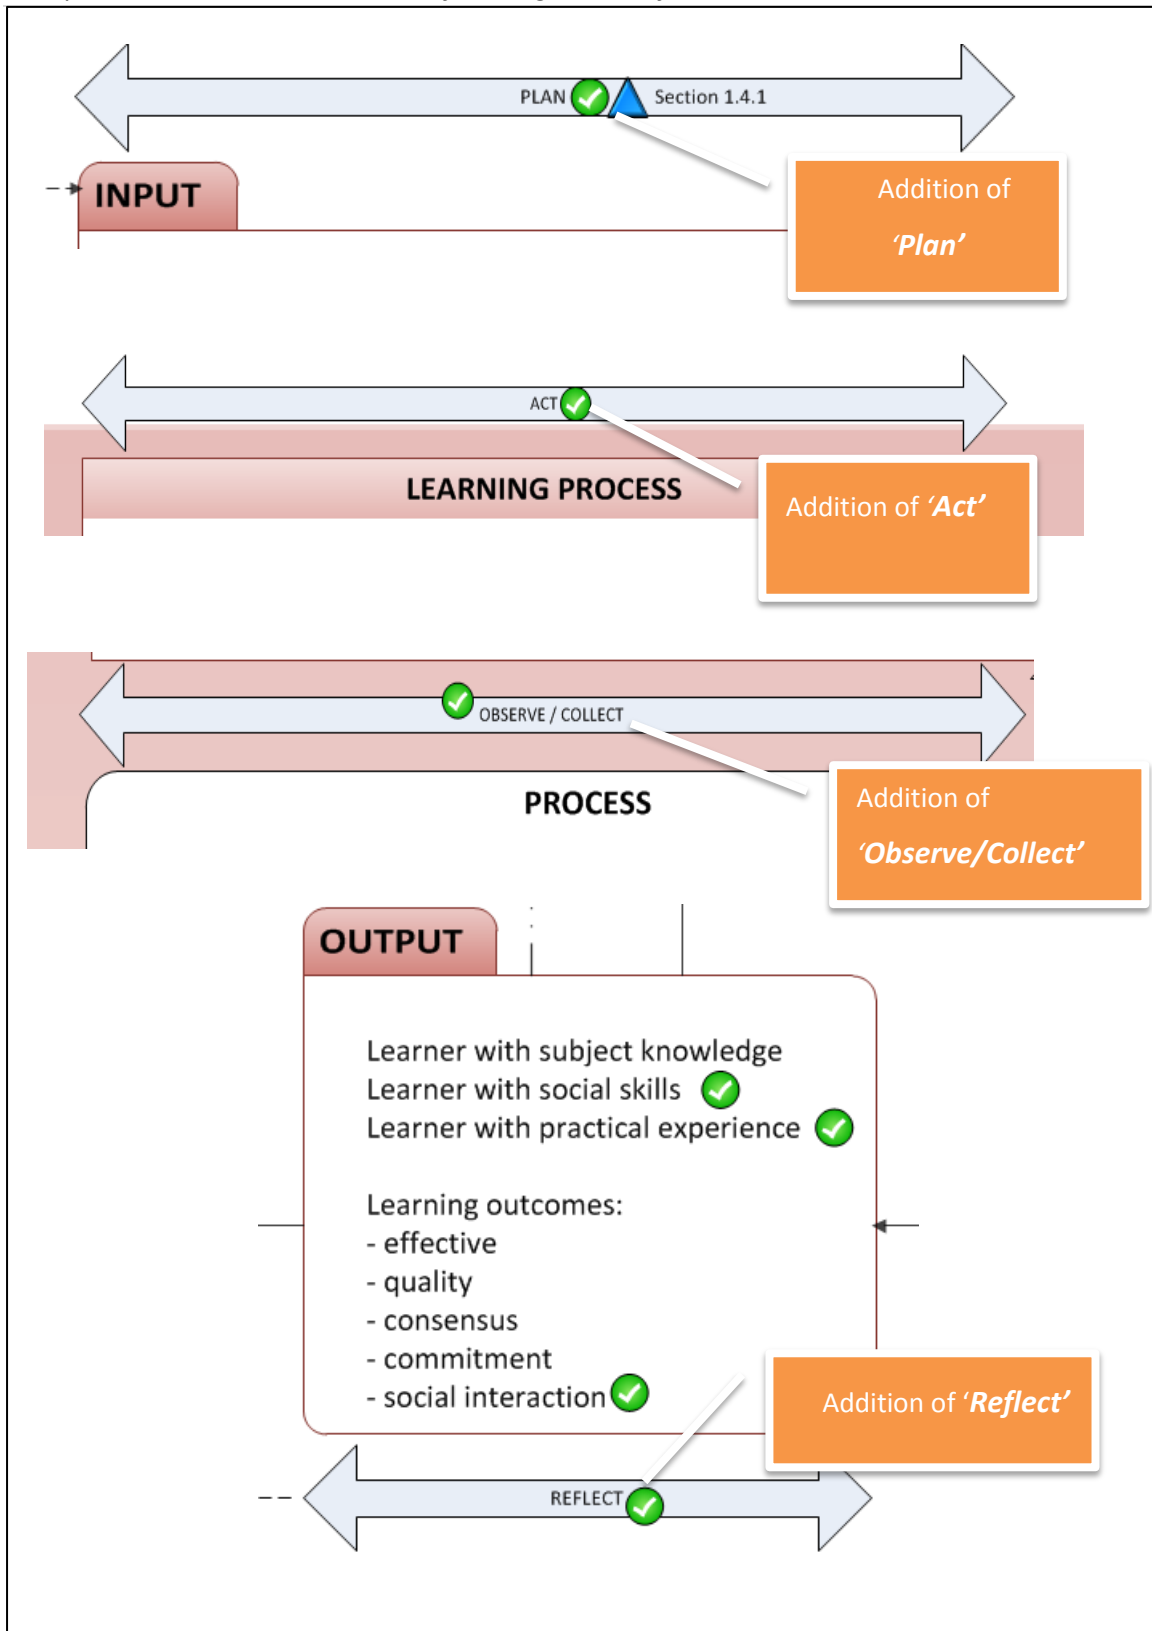 PLAN Section 1.4.1
INPUT
Addition of
‘Plan’
ACT
LEARNING PROCESS
Addition of ‘Act’
OBSERVE / COLLECT
PROCESS
Addition of
‘Observe/Collect’
OUTPUT
Learner with subject knowledge
Learner with social skills
Learner with practical experience
Learning outcomes:
- effective
- quality
- consensus
- commitment
- social interaction
Addition of ‘Reflect’
REFLECT